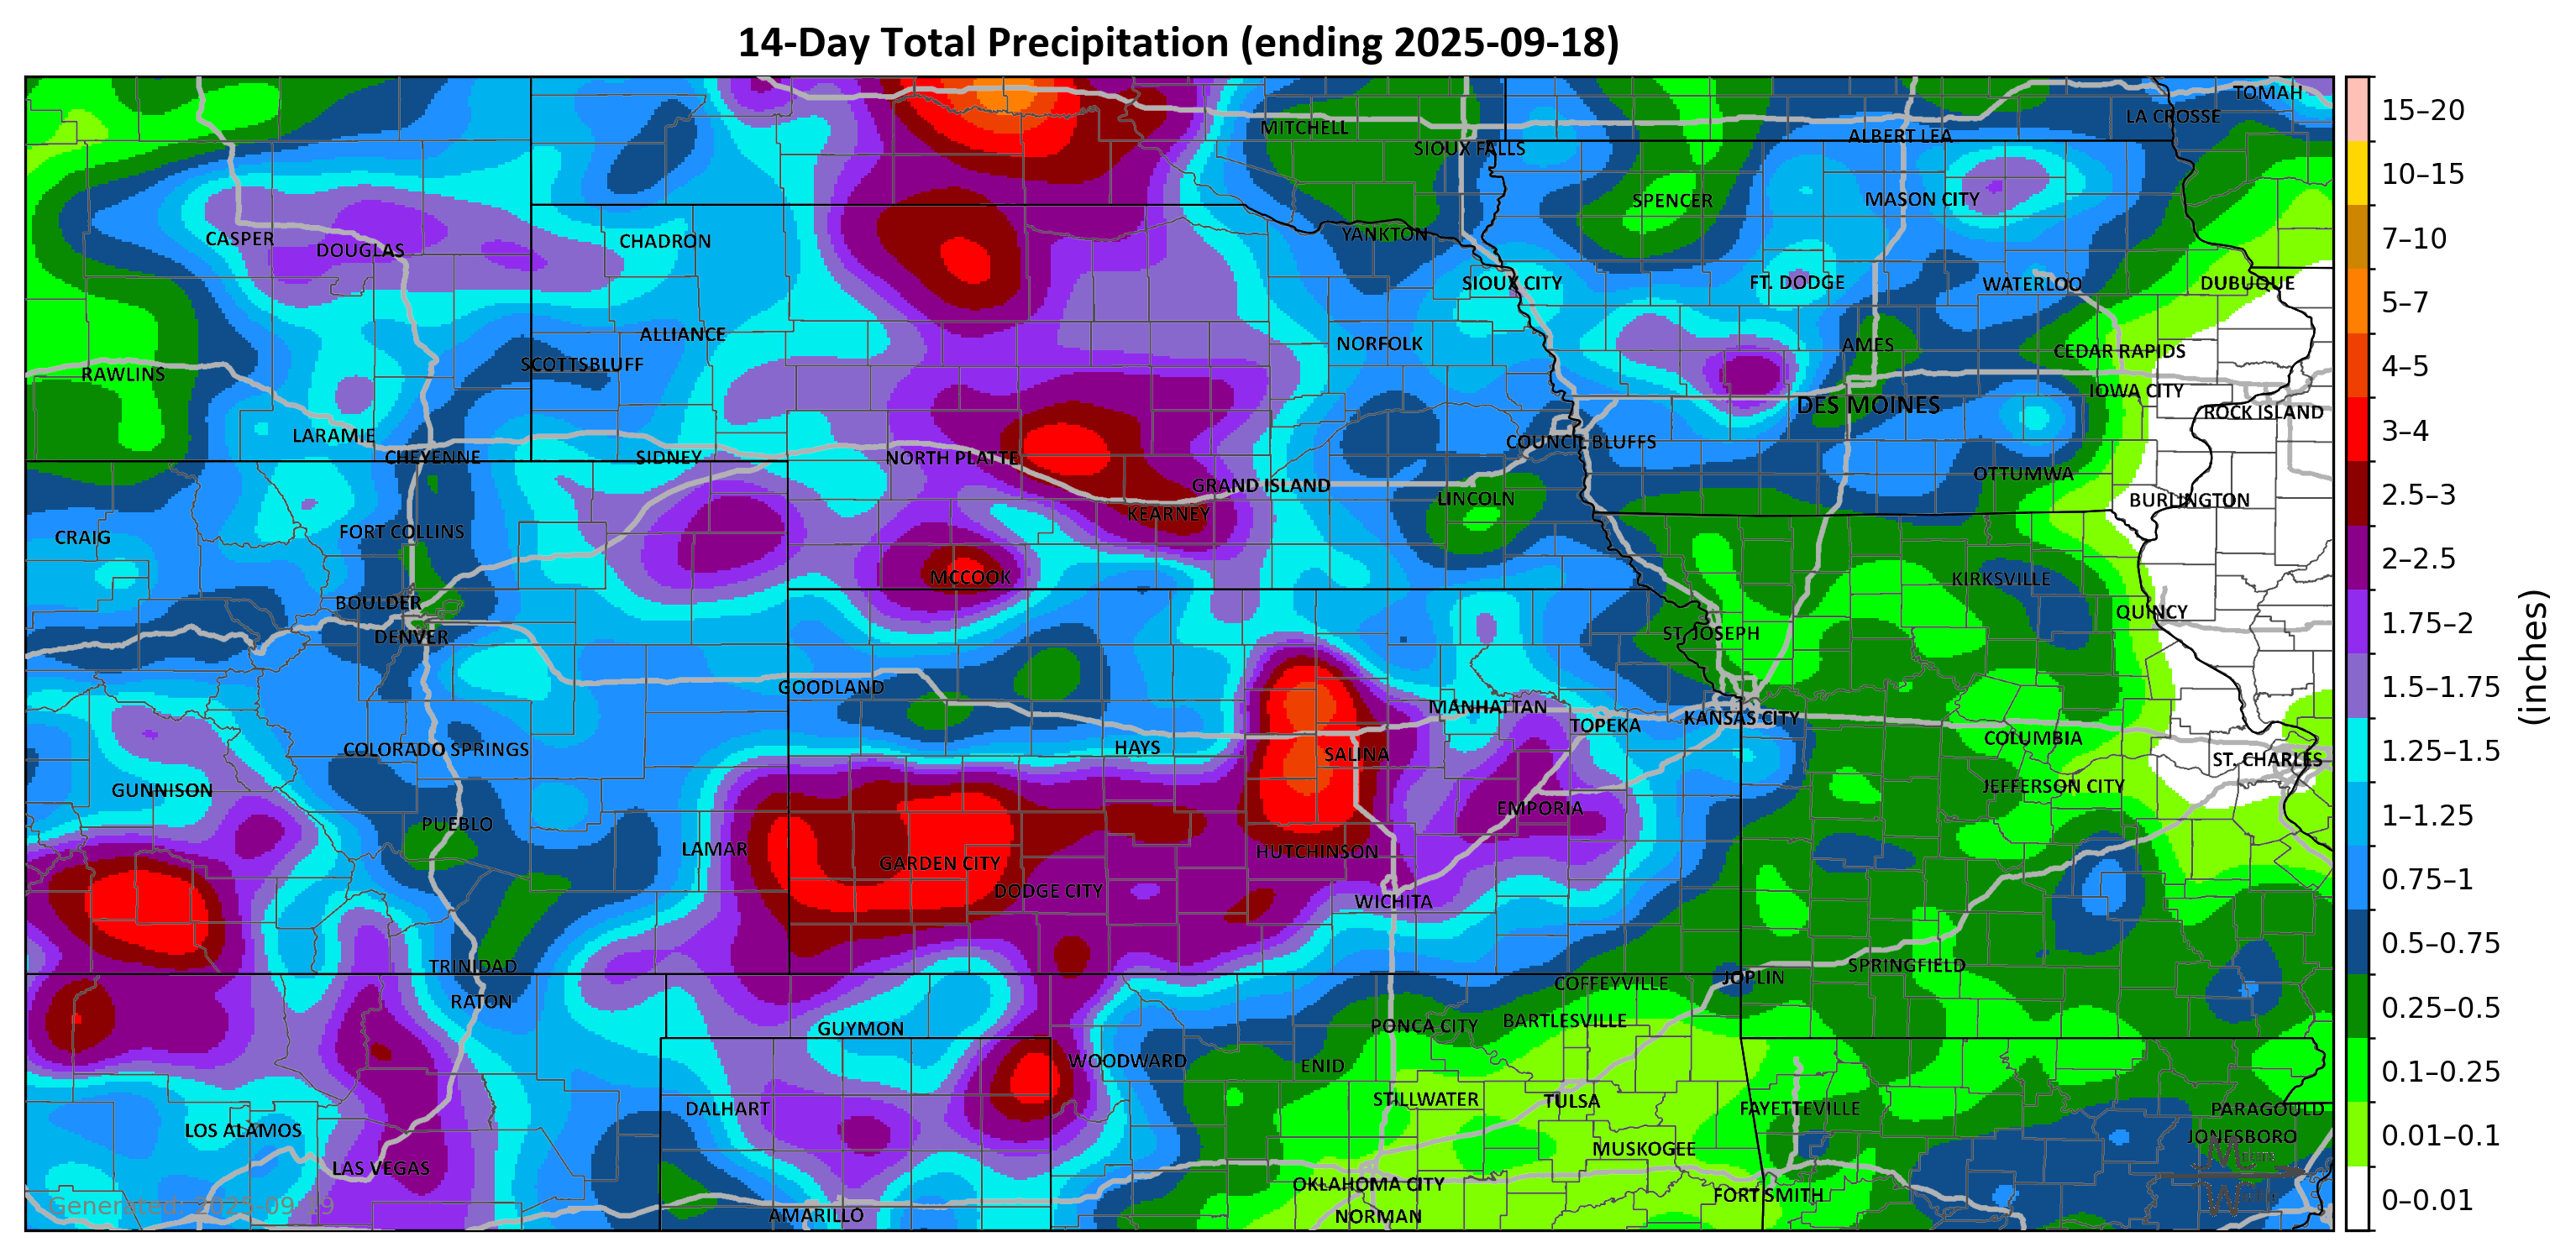 14-Day Total Precipitation (ending 2025-09-18)
TOMAH
LA CROSSE
MITCHELL
ALBERT LEA
SIOUX FALLS
SPENCER
MASON CITY
YANKTON
CASPER
DOUGLAS
CHADRON
SIOUX CITY
FT. DODGE
WATERLOO
DUBUQUE
ALLIANCE
NORFOLK
AMES
CEDAR RAPIDS
SCOTTSBLUFF
RAWLINS
IOWA CITY
DES MOINES
ROCK ISLAND
LARAMIE
COUNCIL BLUFFS
CHEYENNE
SIDNEY
NORTH PLATTE
OTTUMWA
GRAND ISLAND
LINCOLN
BURLINGTON
KEARNEY
CRAIG
FORT COLLINS
MCCOOK
KIRKSVILLE
BOULDER
QUINCY
DENVER
ST. JOSEPH
GOODLAND
MANHATTAN
TOPEKA
KANSAS CITY
COLUMBIA
COLORADO SPRINGS
HAYS
SALINA
ST. CHARLES
GUNNISON
JEFFERSON CITY
EMPORIA
PUEBLO
LAMAR
GARDEN CITY
HUTCHINSON
DODGE CITY
WICHITA
TRINIDAD
SPRINGFIELD
JOPLIN
COFFEYVILLE
RATON
GUYMON
PONCA CITY
BARTLESVILLE
WOODWARD
ENID
DALHART
STILLWATER
TULSA
FAYETTEVILLE
PARAGOULD
LOS ALAMOS
JONESBORO
MUSKOGEE
LAS VEGAS
OKLAHOMA CITY
FORT SMITH
AMARILLO
NORMAN
Generated: 2025-09-19
15–20
10–15
7–10
5–7
4–5
3–4
2.5–3
2–2.5
1.75–2
1.5–1.75
1.25–1.5
1–1.25
0.75–1
0.5–0.75
0.25–0.5
0.1–0.25
0.01–0.1
0–0.01
(inches)